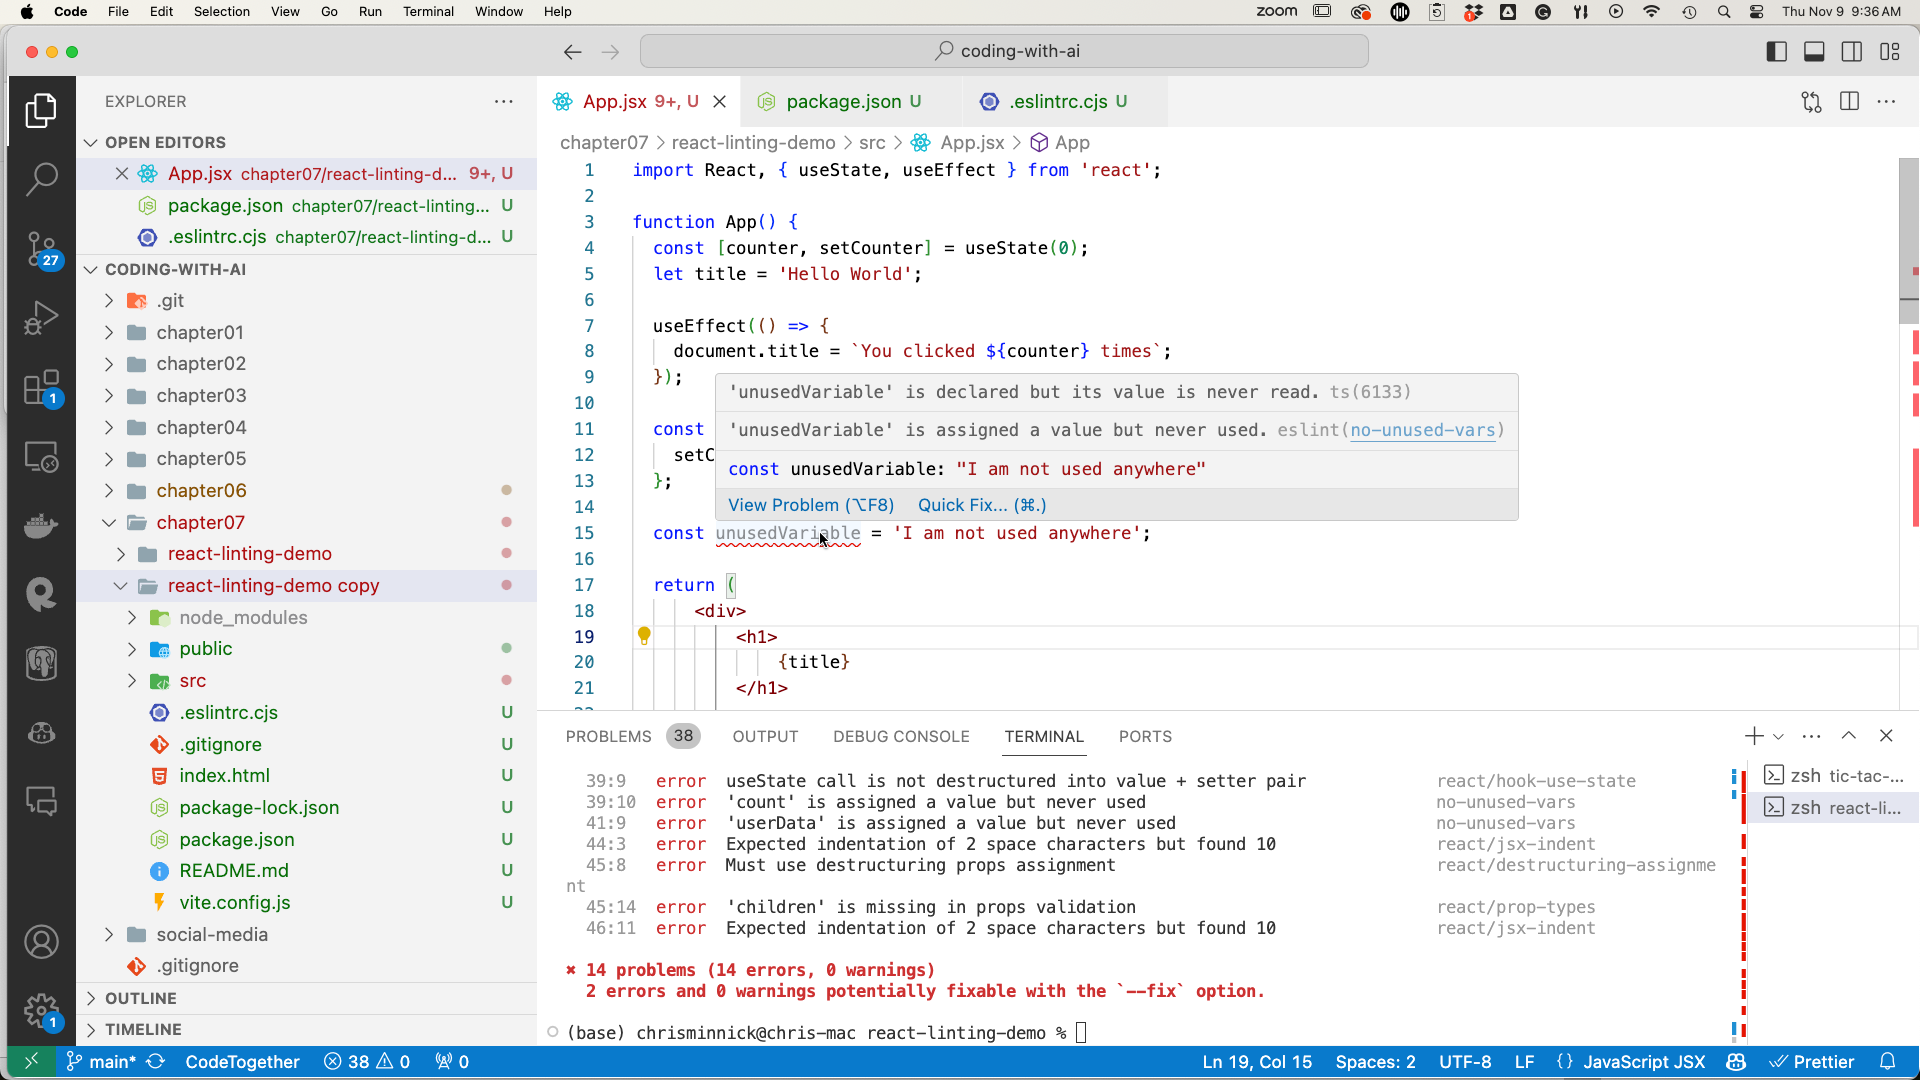 Code File Edit Selection View Go Run Terminal Window Help zoom Thu Nov 9 9:36 AM
coding-with-ai
EXPLORER
OPEN EDITORS
App.jsx chapter07/react-linting-d... 9+, U
package.json chapter07/react-linting... U
.eslintrc.cjs chapter07/react-linting-d... U
CODING-WITH-AI
.git
chapter01
chapter02
chapter03
chapter04
chapter05
chapter06
chapter07
react-linting-demo
react-linting-demo copy
node_modules
public
src
.eslintrc.cjs U
.gitignore U
index.html U
package-lock.json U
package.json U
README.md U
vite.config.js U
social-media
.gitignore
OUTLINE
TIMELINE
27
1
1
App.jsx 9+, U package.json U .eslintrc.cjs U
chapter07 > react-linting-demo > src > App.jsx > App
1 import React, { useState, useEffect } from 'react';
2
3 function App() {
4 const [counter, setCounter] = useState(0);
5 let title = 'Hello World';
6
7 useEffect(() => {
8 document.title = `You clicked ${counter} times`;
9 });
10
11 const
12 setC
13 };
14
15 const unusedVariable = 'I am not used anywhere';
16
17 return (
18 <div>
19 <h1>
20 {title}
21 </h1>
'unusedVariable' is declared but its value is never read. ts(6133)
'unusedVariable' is assigned a value but never used. eslint(no-unused-vars)
const unusedVariable: "I am not used anywhere"
View Problem (⌥F8) Quick Fix... (⌘.)
PROBLEMS 38 OUTPUT DEBUG CONSOLE TERMINAL PORTS
39:9 error useState call is not destructured into value + setter pair react/hook-use-state
39:10 error 'count' is assigned a value but never used no-unused-vars
41:9 error 'userData' is assigned a value but never used no-unused-vars
44:3 error Expected indentation of 2 space characters but found 10 react/jsx-indent
45:8 error Must use destructuring props assignment react/destructuring-assignme
nt
45:14 error 'children' is missing in props validation react/prop-types
46:11 error Expected indentation of 2 space characters but found 10 react/jsx-indent
✖ 14 problems (14 errors, 0 warnings)
2 errors and 0 warnings potentially fixable with the `--fix` option.
(base) chrisminnick@chris-mac react-linting-demo %
zsh tic-tac-...
zsh react-li...
main* CodeTogether 38 0 0 Ln 19, Col 15 Spaces: 2 UTF-8 LF {} JavaScript JSX Prettier